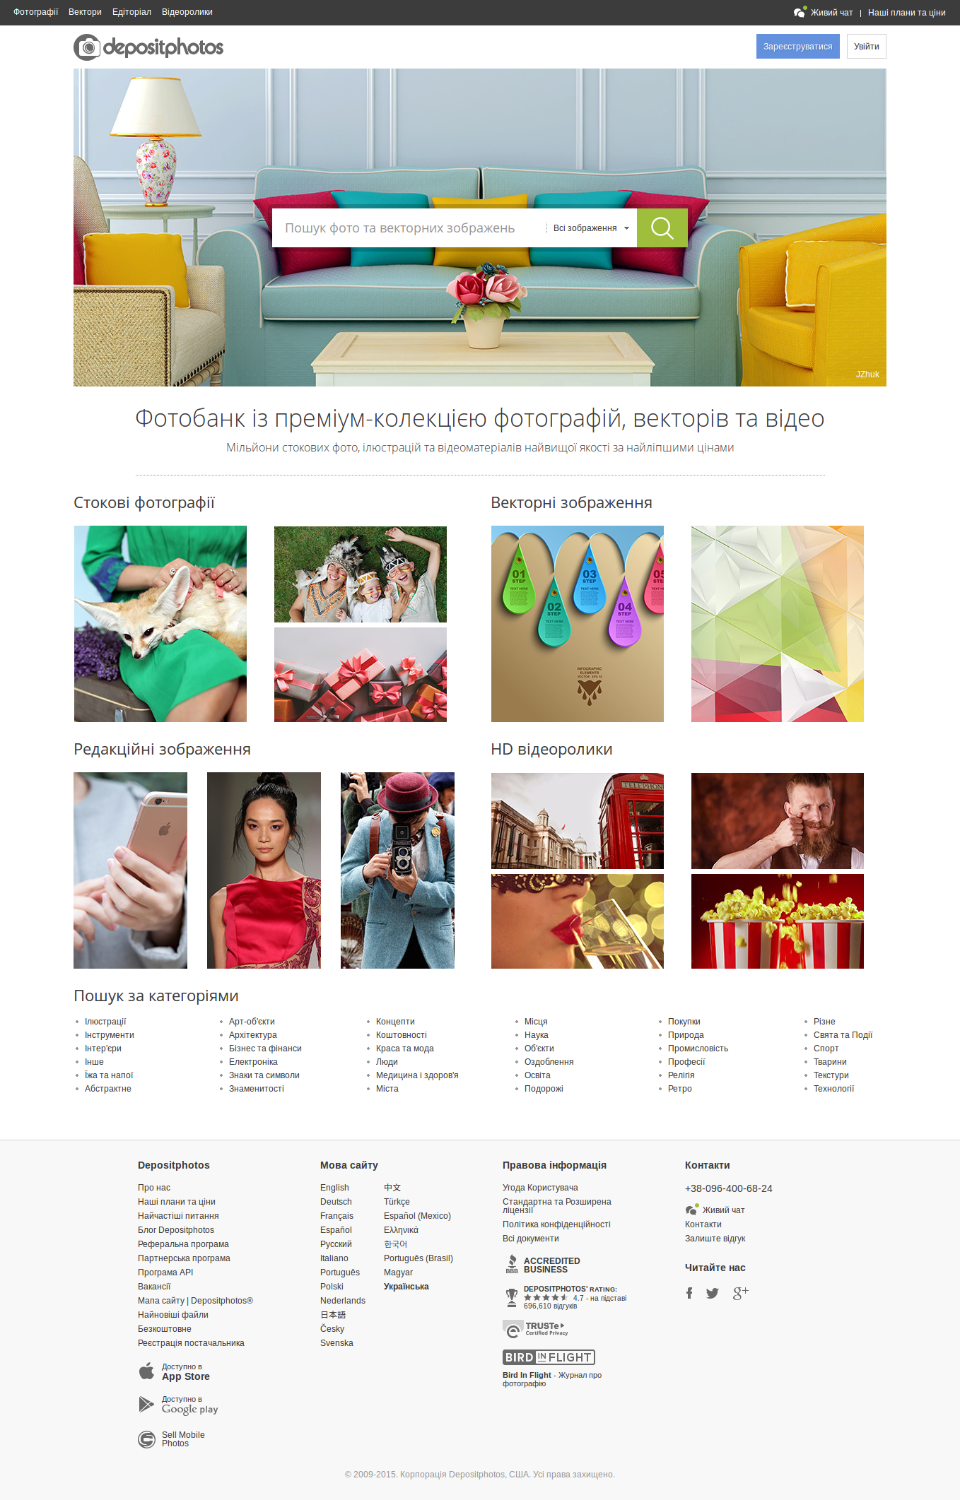 Фотографії Вектори Едіторіал Відеоролики
Живий чат | Наші плани та ціни
depositphotos
Зареєструватися Увійти
Пошук фото та векторних зображень Всі зображення
JZhuk
Фотобанк із преміум-колекцією фотографій, векторів та відео
Мільйони стокових фото, ілюстрацій та відеоматеріалів найвищої якості за найліпшими цінами
Стокові фотографії
Векторні зображення
01 STEP
02 STEP
03 STEP
04 STEP
INFOGRAPHIC
ELEMENTS
Редакційні зображення
HD відеоролики
TELEPHONE
Пошук за категоріями
Ілюстрації
Інструменти
Інтер'єри
Інше
Їжа та напої
Абстрактне
Арт-об'єкти
Архітектура
Бізнес та фінанси
Електроніка
Знаки та символи
Знаменитості
Концепти
Коштовності
Краса та мода
Люди
Медицина і здоров'я
Міста
Місця
Наука
Об'єкти
Оздоблення
Освіта
Подорожі
Покупки
Природа
Промисловість
Професії
Релігія
Ретро
Різне
Свята та Події
Спорт
Тварини
Текстури
Технології
Depositphotos
Про нас
Наші плани та ціни
Найчастіші питання
Блог Depositphotos
Реферальна програма
Партнерська програма
Програма API
Вакансії
Мапа сайту | Depositphotos®
Найновіші файли
Безкоштовне
Реєстрація постачальника
Доступно в
App Store
Доступно в
Google play
Sell Mobile
Photos
Мова сайту
English
Deutsch
Français
Español
Русский
Italiano
Português
Polski
Nederlands
日本語
Česky
Svenska
中文
Türkçe
Español (Mexico)
Ελληνικά
한국어
Português (Brasil)
Magyar
Українська
Правова інформація
Угода Користувача
Стандартна та Розширена
ліцензії
Політика конфіденційності
Всі документи
ACCREDITED
BUSINESS
DEPOSITPHOTOS' RATING:
4.7 - на підставі
696,610 відгуків
TRUSTe
Certified Privacy
BIRD IN FLIGHT
Bird In Flight - Журнал про
фотографію
Контакти
+38-096-400-68-24
Живий чат
Контакти
Залиште відгук
Читайте нас
© 2009-2015. Корпорація Depositphotos, США. Усі права захищено.